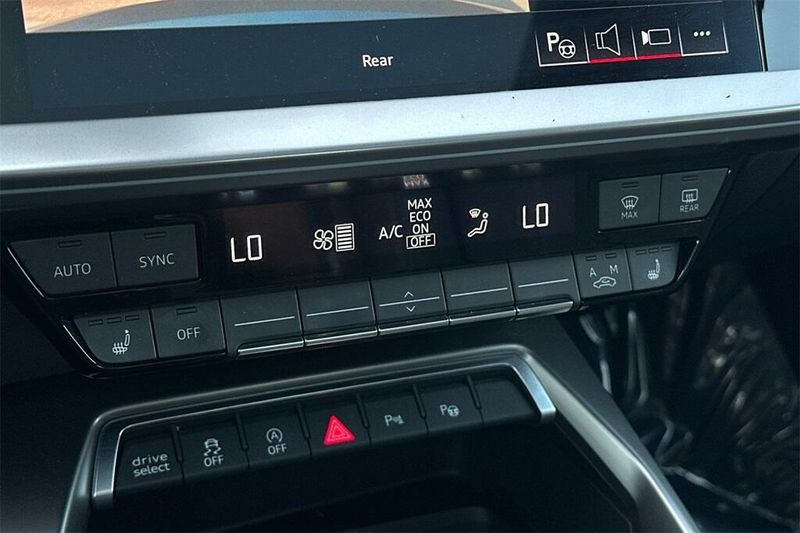 P
Rear
MAX
ECO
LO
A/C
ON
LO
OFF
MAX
REAR
AUTO
SYNC
A M
OFF
drive
select
OFF
A
OFF
P
P